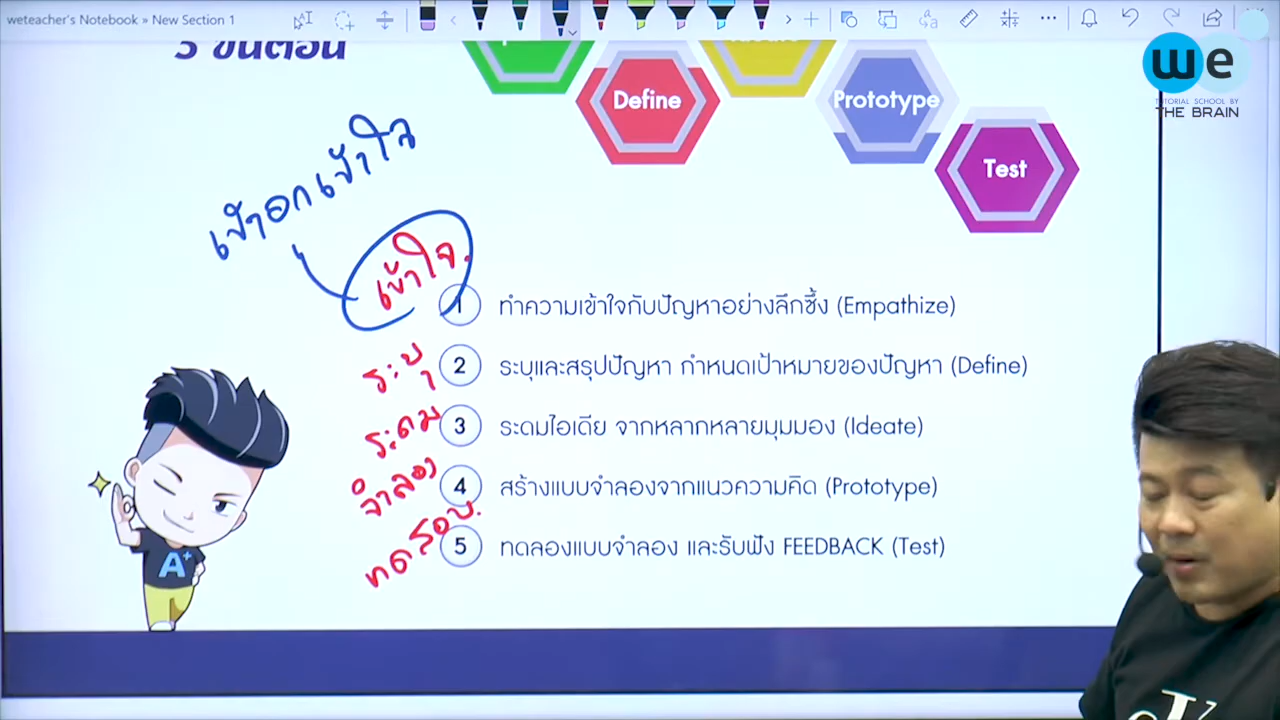 weteacher's Notebook » New Section 1
5 ขั้นตอน
Define
Prototype
Test
we
TUTORIAL SCHOOL BY
THE BRAIN
เข้าอกเข้าใจ
เข้าใจ
1 ทำความเข้าใจกับปัญหาอย่างลึกซึ้ง (Empathize)
ระบุ
2 ระบุและสรุปปัญหา กำหนดเป้าหมายของปัญหา (Define)
ระดม
3 ระดมไอเดีย จากหลากหลายมุมมอง (Ideate)
จำลอง
4 สร้างแบบจำลองจากแนวความคิด (Prototype)
ทดสอบ
5 ทดลองแบบจำลอง และรับฟัง FEEDBACK (Test)
A+